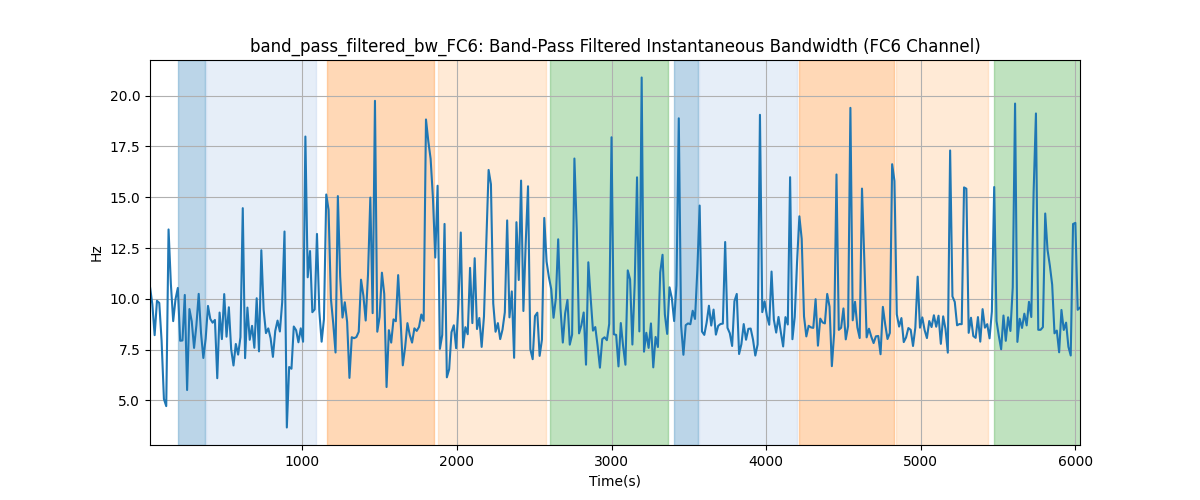 band_pass_filtered_bw_FC6: Band-Pass Filtered Instantaneous Bandwidth (FC6 Channel)
20.0
17.5
15.0
12.5
10.0
7.5
5.0
Hz
1000 2000 3000 4000 5000 6000
Time(s)